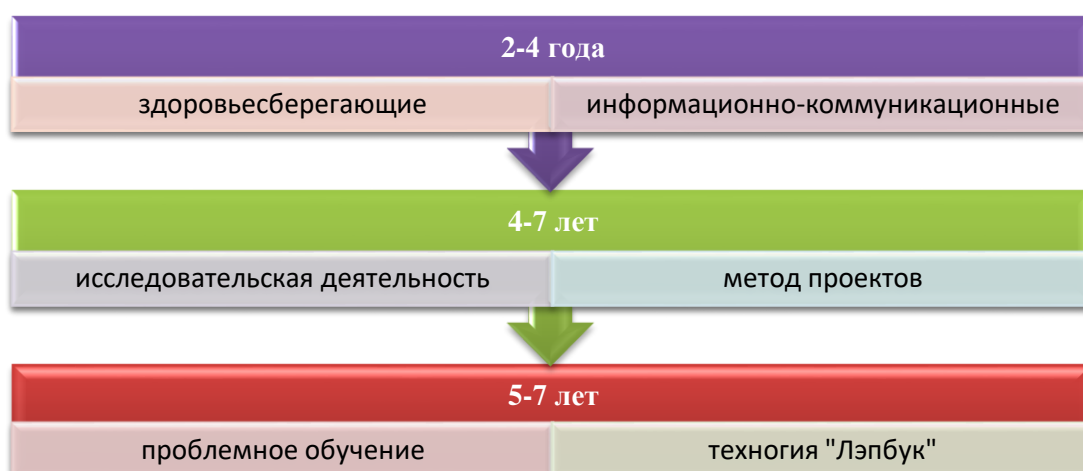 2-4 года
здоровьесберегающие
информационно-коммуникационные
4-7 лет
исследовательская деятельность
метод проектов
5-7 лет
проблемное обучение
техногия "Лэпбук"